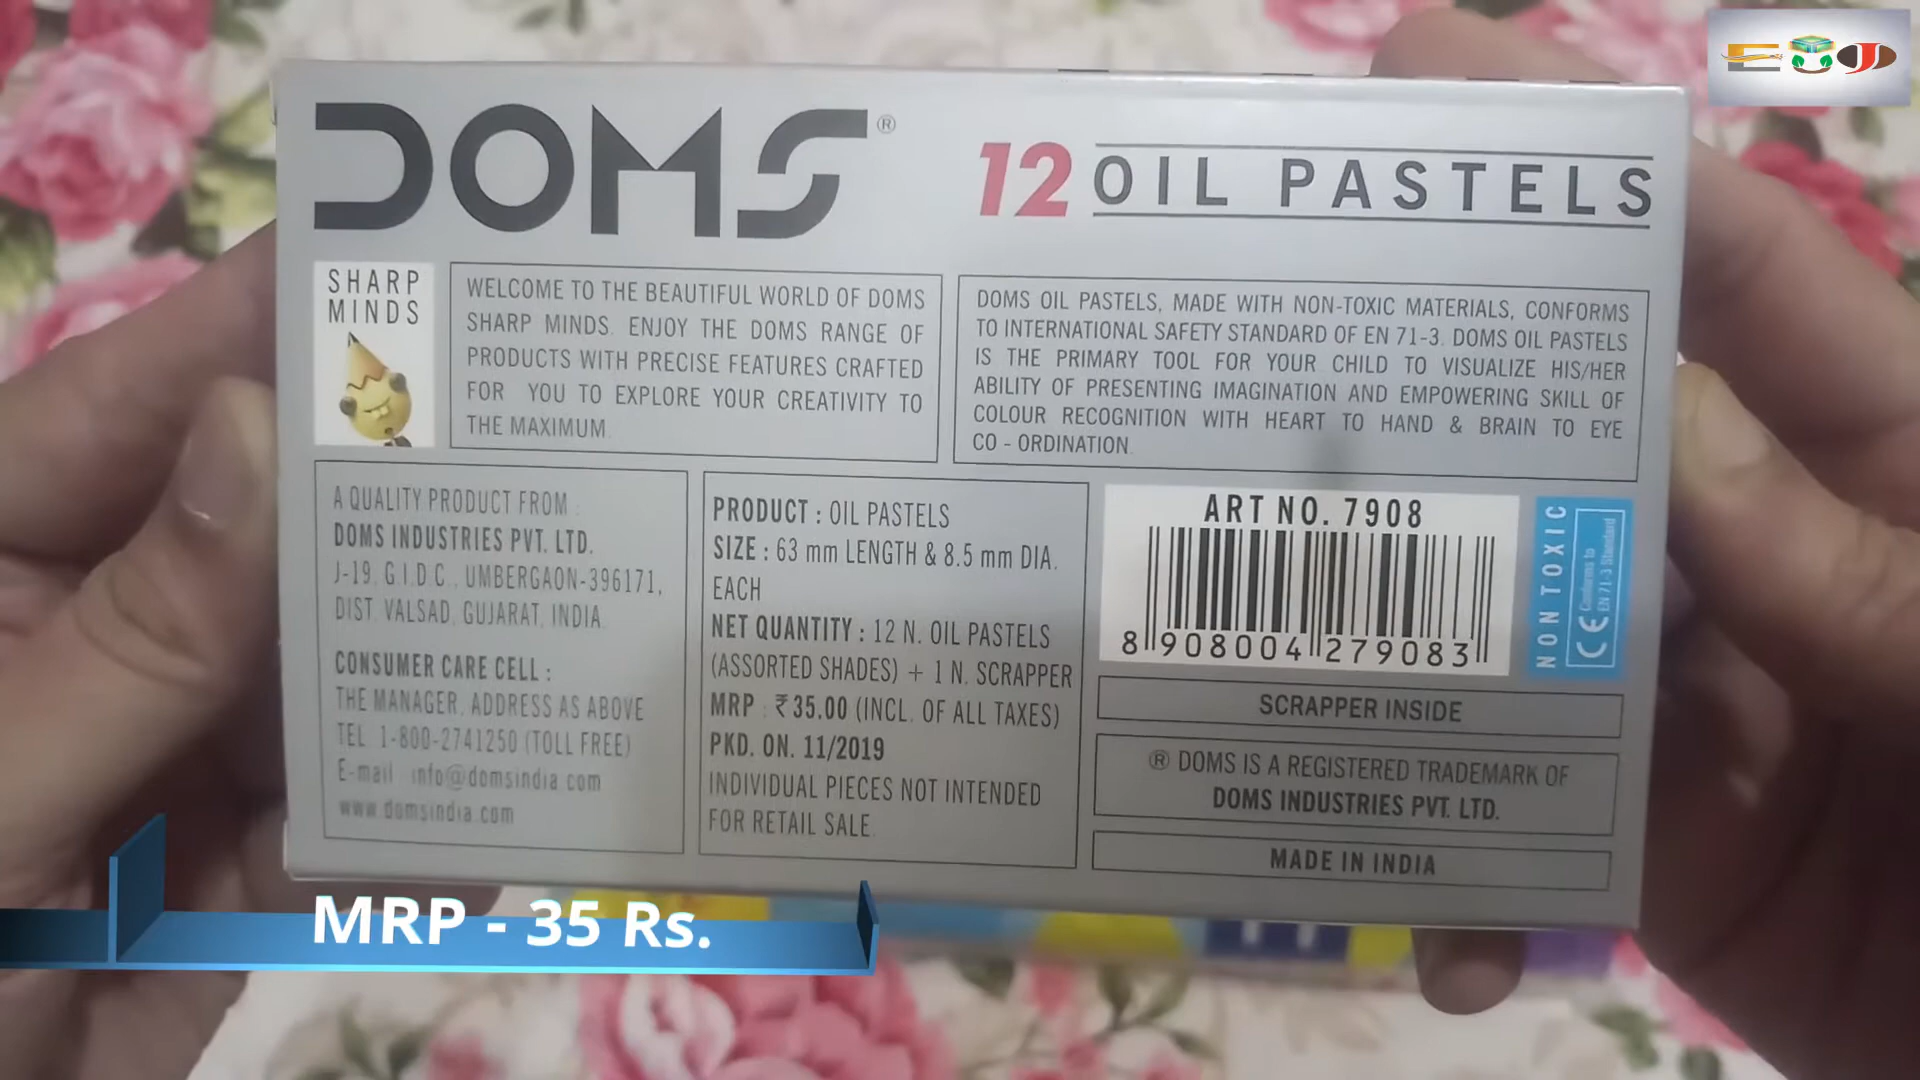 DOMS®
12 OIL PASTELS
SHARP
MINDS
WELCOME TO THE BEAUTIFUL WORLD OF DOMS
SHARP MINDS. ENJOY THE DOMS RANGE OF
PRODUCTS WITH PRECISE FEATURES CRAFTED
FOR YOU TO EXPLORE YOUR CREATIVITY TO
THE MAXIMUM.
DOMS OIL PASTELS, MADE WITH NON-TOXIC MATERIALS, CONFORMS
TO INTERNATIONAL SAFETY STANDARD OF EN 71-3. DOMS OIL PASTELS
IS THE PRIMARY TOOL FOR YOUR CHILD TO VISUALIZE HIS/HER
ABILITY OF PRESENTING IMAGINATION AND EMPOWERING SKILL OF
COLOUR RECOGNITION WITH HEART TO HAND & BRAIN TO EYE
CO - ORDINATION.
A QUALITY PRODUCT FROM :
DOMS INDUSTRIES PVT. LTD.
J-19, G.I.D.C., UMBERGAON-396171,
DIST. VALSAD, GUJARAT, INDIA.
CONSUMER CARE CELL :
THE MANAGER, ADDRESS AS ABOVE
TEL 1-800-2741250 (TOLL FREE)
E-mail : info@domsindia.com
www.domsindia.com
PRODUCT : OIL PASTELS
SIZE : 63 mm LENGTH & 8.5 mm DIA.
EACH
NET QUANTITY : 12 N. OIL PASTELS
(ASSORTED SHADES) + 1 N. SCRAPPER
MRP : ₹35.00 (INCL. OF ALL TAXES)
PKD. ON. 11/2019
INDIVIDUAL PIECES NOT INTENDED
FOR RETAIL SALE
ART NO. 7908
8 908004 279083
NON TOXIC
CE Conforms to
EN 71-3 Standard
SCRAPPER INSIDE
® DOMS IS A REGISTERED TRADEMARK OF
DOMS INDUSTRIES PVT. LTD.
MADE IN INDIA
MRP - 35 Rs.